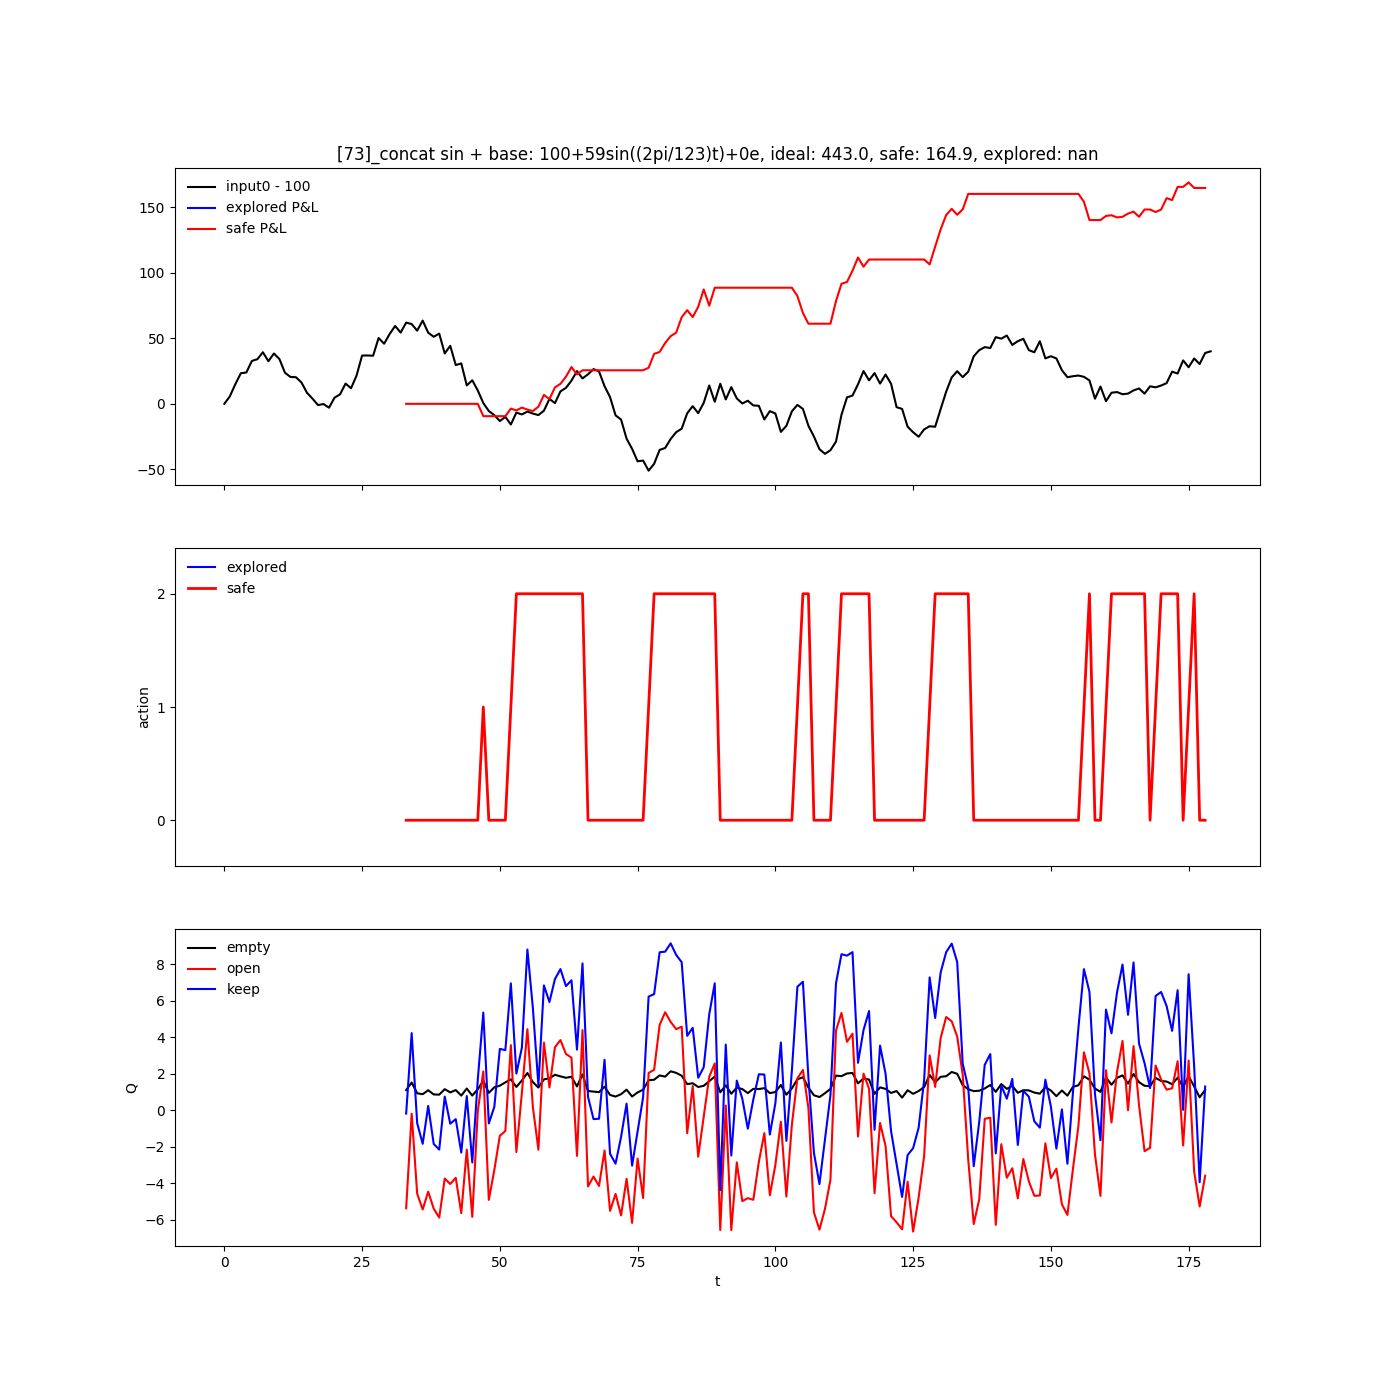 [73]_concat sin + base: 100+59sin((2pi/123)t)+0e, ideal: 443.0, safe: 164.9, explored: nan
input0 - 100
explored P&L
safe P&L
150
100
50
0
−50
explored
safe
2
1
0
action
empty
open
keep
8
6
4
2
0
−2
−4
−6
Q
0 25 50 75 100 125 150 175
t